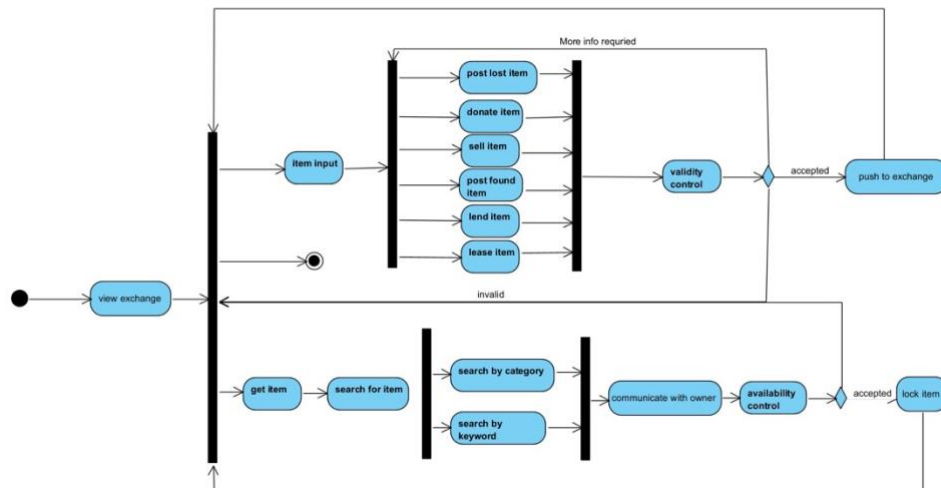 More info requried
post lost item
donate item
item input
sell item
post found
item
lend item
lease item
validity
control
accepted
push to exchange
view exchange
invalid
get item
search for item
search by category
search by
keyword
communicate with owner
availability
control
accepted
lock item